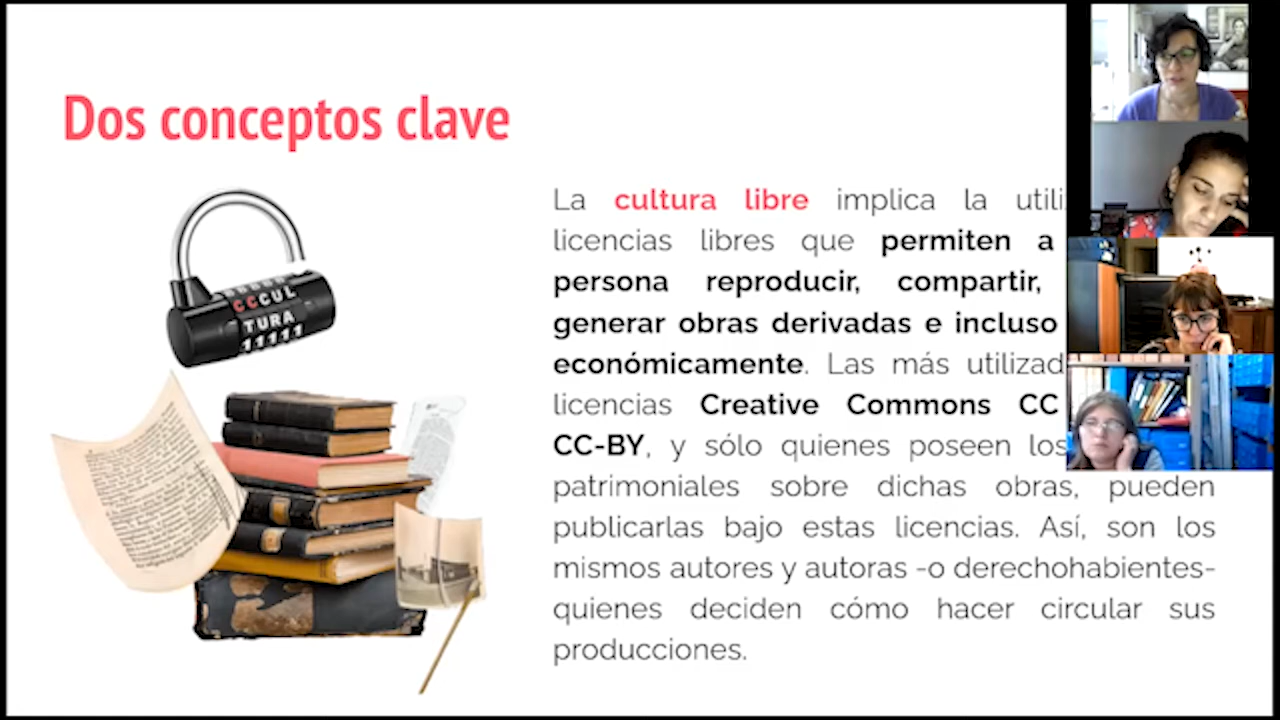 Dos conceptos clave
CCCUL
TURA
1111
La cultura libre implica la
licencias libres que permiten a
persona reproducir, compartir,
generar obras derivadas e incluso
económicamente. Las más
licencias Creative Commons CC
CC-BY, y sólo quienes poseen los
patrimoniales sobre dichas obras, pueden
publicarlas bajo estas licencias. Así, son los
mismos autores y autoras -o derechohabientes-
quienes deciden cómo hacer circular sus
producciones.